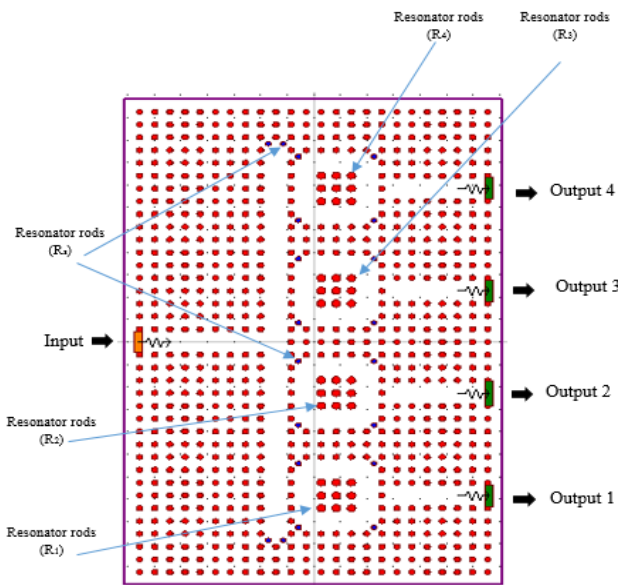 Resonator rods
(R4)
Resonator rods
(R3)
Output 4
Resonator rods
(Ra)
Output 3
Input
Output 2
Resonator rods
(R2)
Output 1
Resonator rods
(R1)